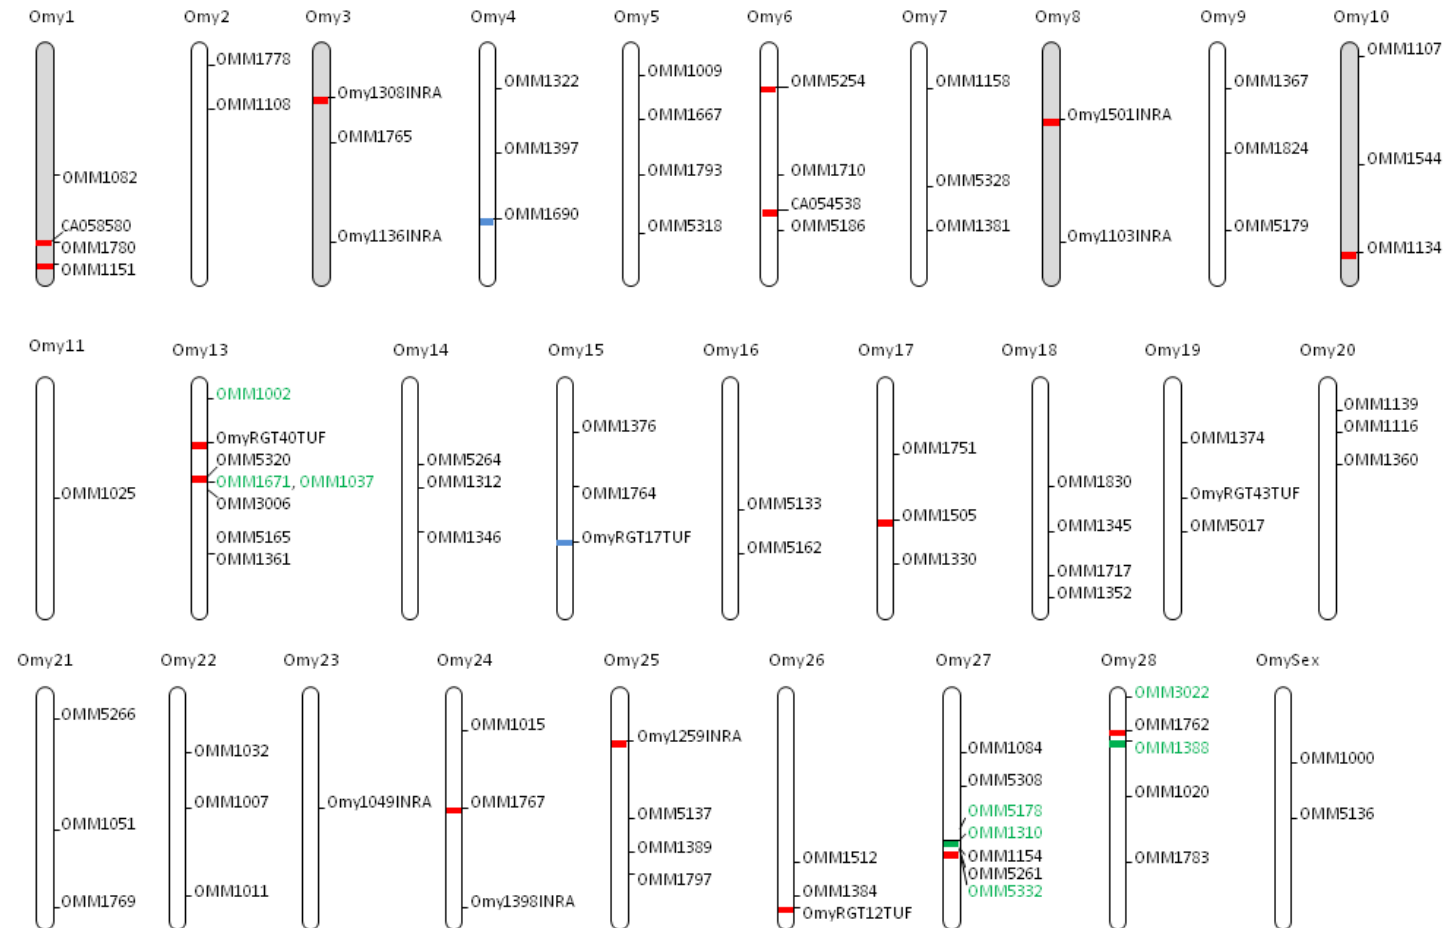 Omy1 Omy2 Omy3 Omy4 Omy5 Omy6 Omy7 Omy8 Omy9 Omy10
OMM1082
CA058580
OMM1780
OMM1151
OMM1778
OMM1108
Omy1308INRA
OMM1765
Omy1136INRA
OMM1322
OMM1397
OMM1690
OMM1009
OMM1667
OMM1793
OMM5318
OMM5254
OMM1710
CA054538
OMM5186
OMM1158
OMM5328
OMM1381
Omy1501INRA
Omy1103INRA
OMM1367
OMM1824
OMM5179
OMM1107
OMM1544
OMM1134
Omy11 Omy13 Omy14 Omy15 Omy16 Omy17 Omy18 Omy19 Omy20
OMM1025
OMM1002
OmyRGT40TUF
OMM5320
OMM1671, OMM1037
OMM3006
OMM5165
OMM1361
OMM5264
OMM1312
OMM1346
OMM1376
OMM1764
OmyRGT17TUF
OMM5133
OMM5162
OMM1751
OMM1505
OMM1330
OMM1830
OMM1345
OMM1717
OMM1352
OMM1374
OmyRGT43TUF
OMM5017
OMM1139
OMM1116
OMM1360
Omy21 Omy22 Omy23 Omy24 Omy25 Omy26 Omy27 Omy28 OmySex
OMM5266
OMM1051
OMM1769
OMM1032
OMM1007
OMM1011
Omy1049INRA
OMM1015
OMM1767
Omy1398INRA
Omy1259INRA
OMM5137
OMM1389
OMM1797
OMM1512
OMM1384
OmyRGT12TUF
OMM1084
OMM5308
OMM5178
OMM1310
OMM1154
OMM5261
OMM5332
OMM3022
OMM1762
OMM1388
OMM1020
OMM1783
OMM1000
OMM5136